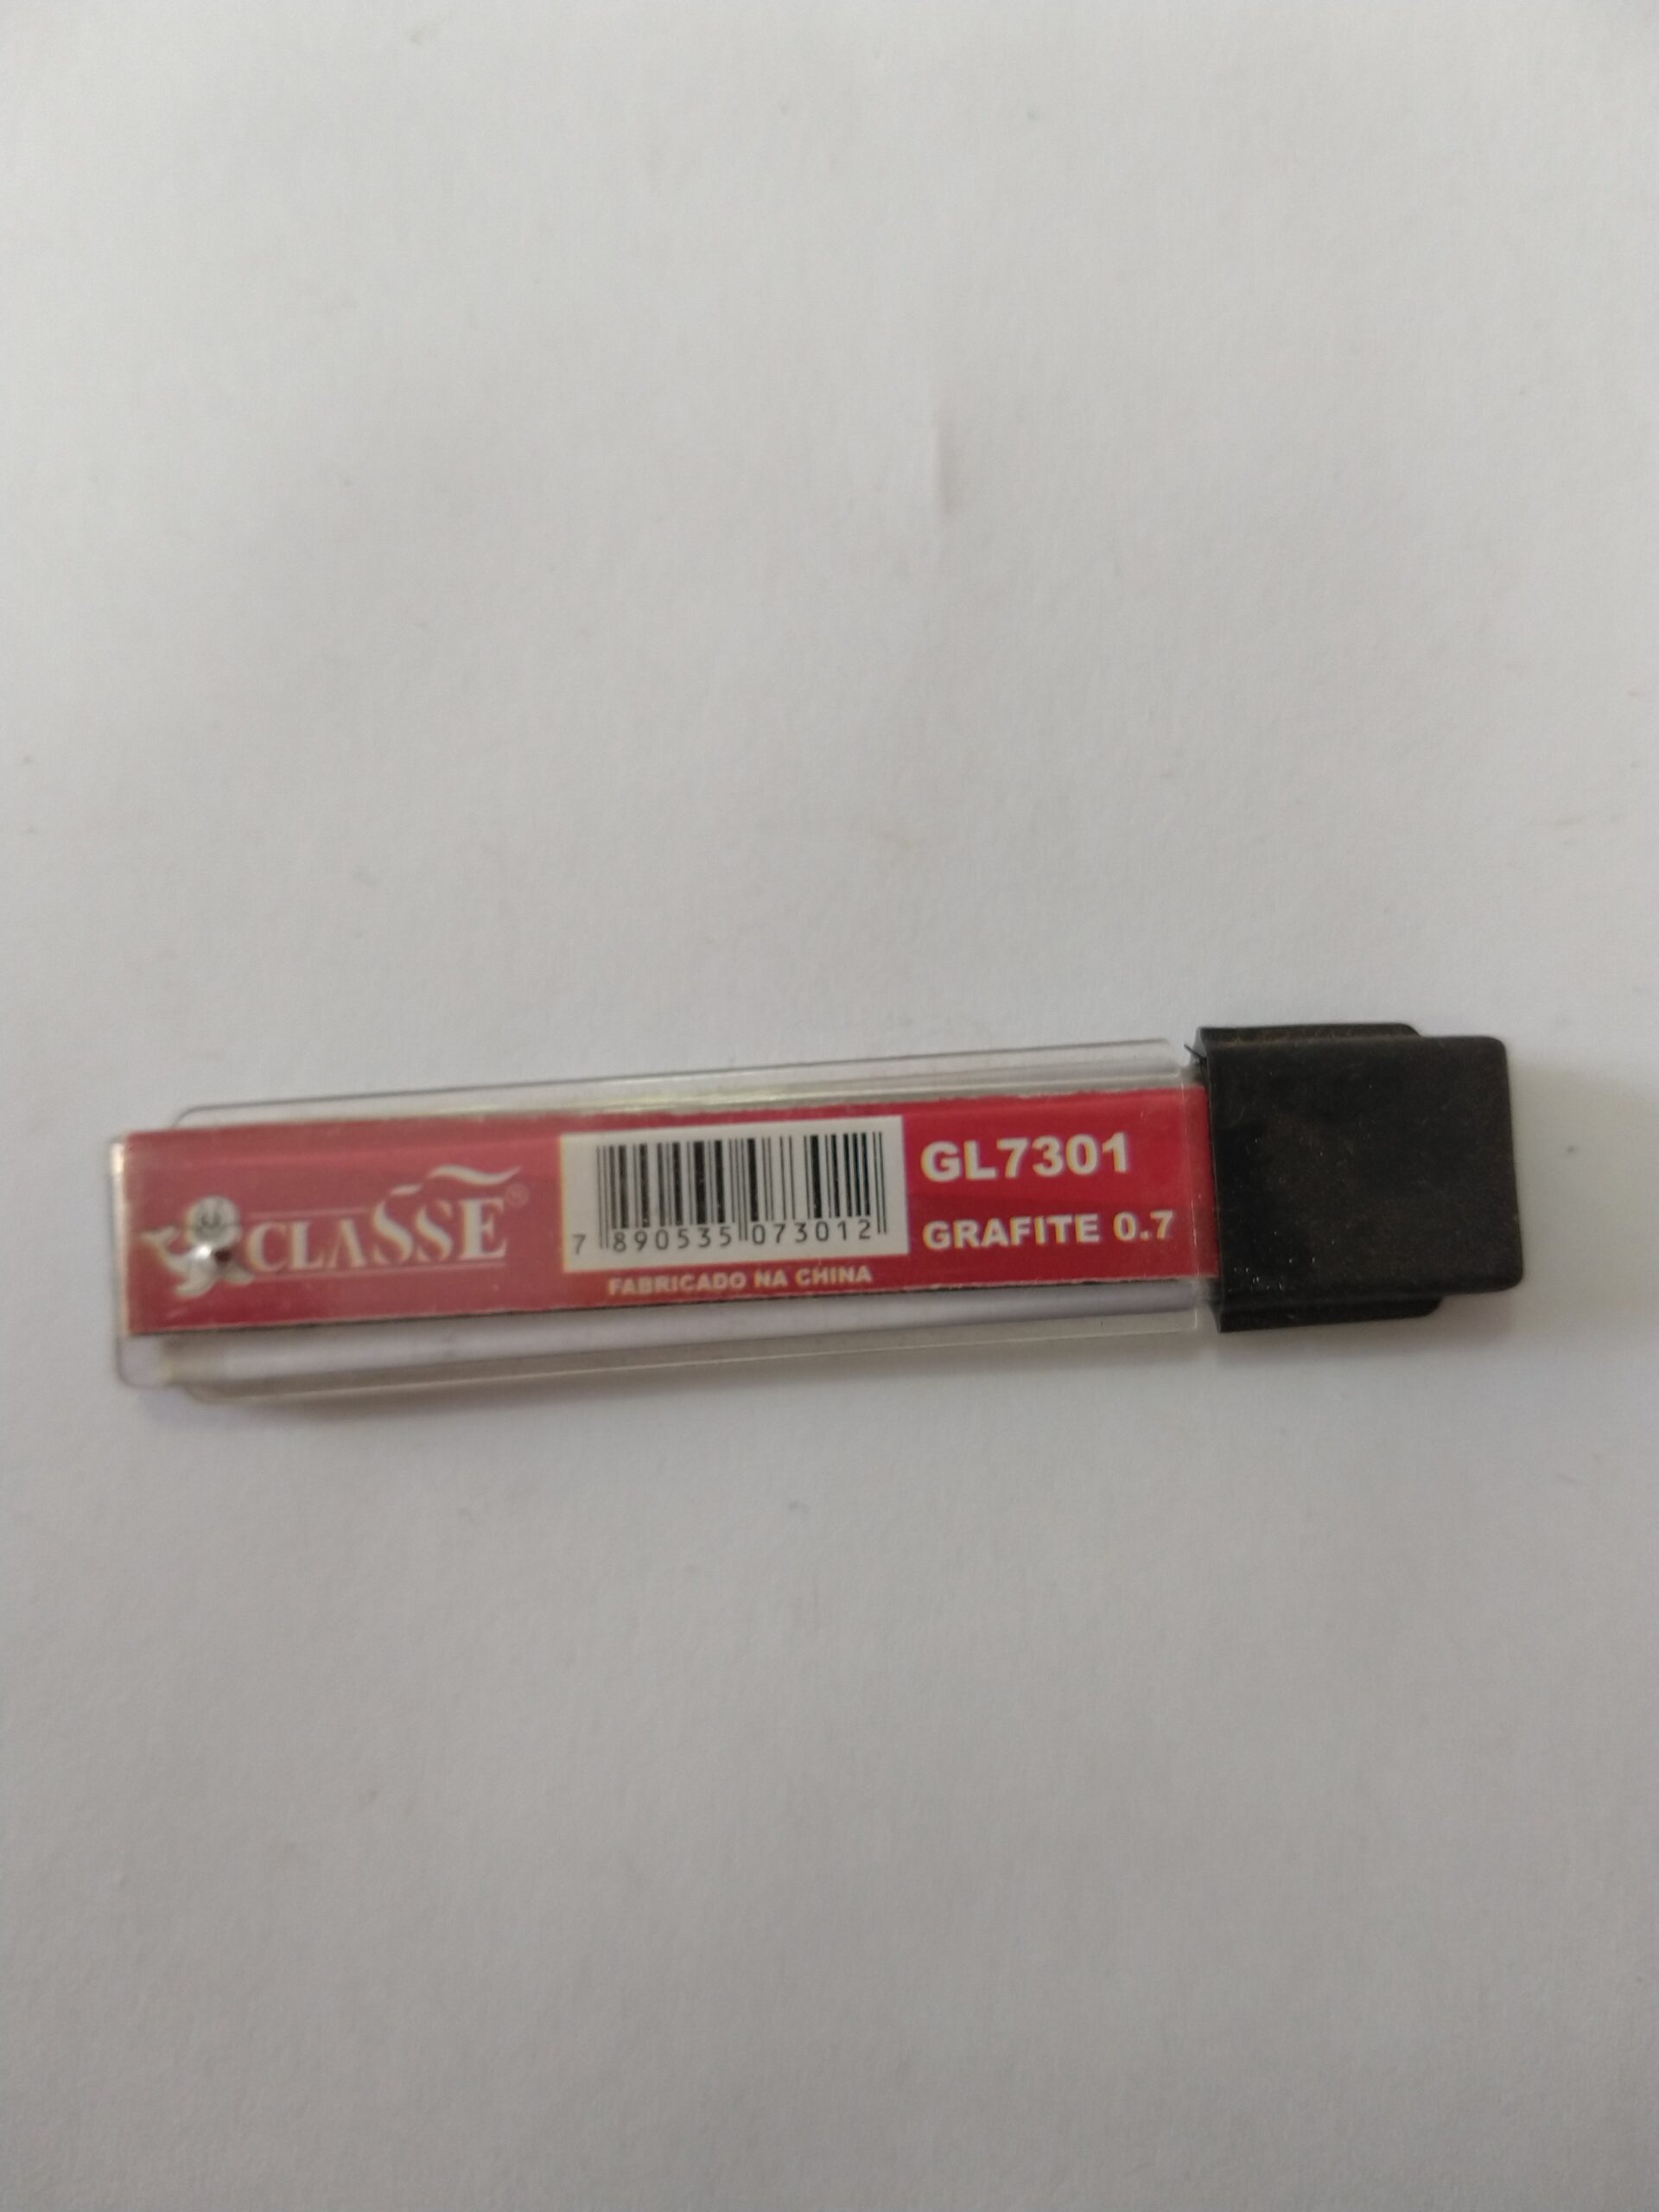 CLASSE®
7 890535 073012
FABRICADO NA CHINA
GL7301
GRAFITE 0.7